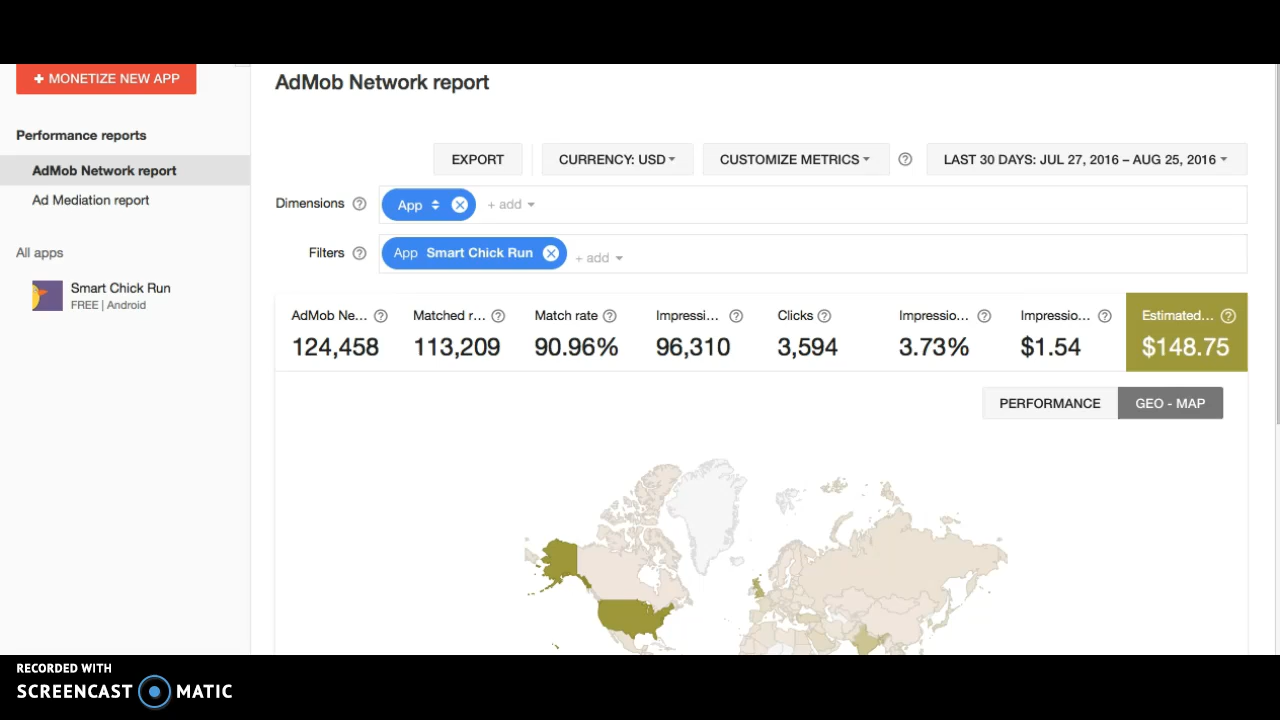 MONETIZE NEW APP
Performance reports
AdMob Network report
Ad Mediation report
All apps
Smart Chick Run
FREE | Android
AdMob Network report
EXPORT CURRENCY: USD CUSTOMIZE METRICS ? LAST 30 DAYS: JUL 27, 2016 – AUG 25, 2016
Dimensions ? App + add
Filters ? App Smart Chick Run + add
AdMob Ne... ? Matched r... ? Match rate ? Impressi... ? Clicks ? Impressio... ? Impressio... ? Estimated... ?
124,458 113,209 90.96% 96,310 3,594 3.73% $1.54 $148.75
PERFORMANCE GEO - MAP
RECORDED WITH
SCREENCAST MATIC